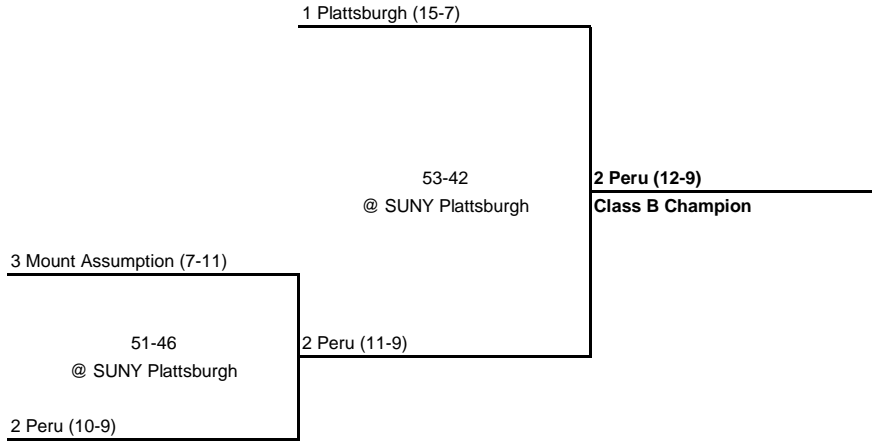 1 Plattsburgh (15-7)
53-42
@ SUNY Plattsburgh
2 Peru (12-9)
Class B Champion
3 Mount Assumption (7-11)
51-46
@ SUNY Plattsburgh
2 Peru (11-9)
2 Peru (10-9)